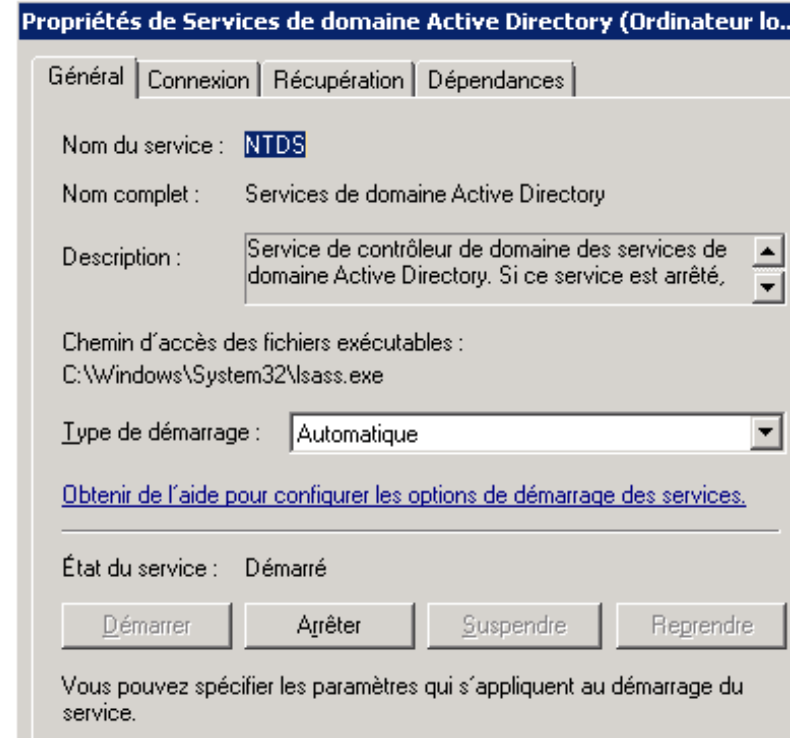 Propriétés de Services de domaine Active Directory (Ordinateur lo...
Général Connexion Récupération Dépendances
Nom du service : NTDS
Nom complet : Services de domaine Active Directory
Description : Service de contrôleur de domaine des services de
domaine Active Directory. Si ce service est arrêté,
Chemin d´accès des fichiers exécutables :
C:\Windows\System32\lsass.exe
Type de démarrage : Automatique
Obtenir de l´aide pour configurer les options de démarrage des services.
État du service : Démarré
Démarrer Arrêter Suspendre Reprendre
Vous pouvez spécifier les paramètres qui s´appliquent au démarrage du
service.